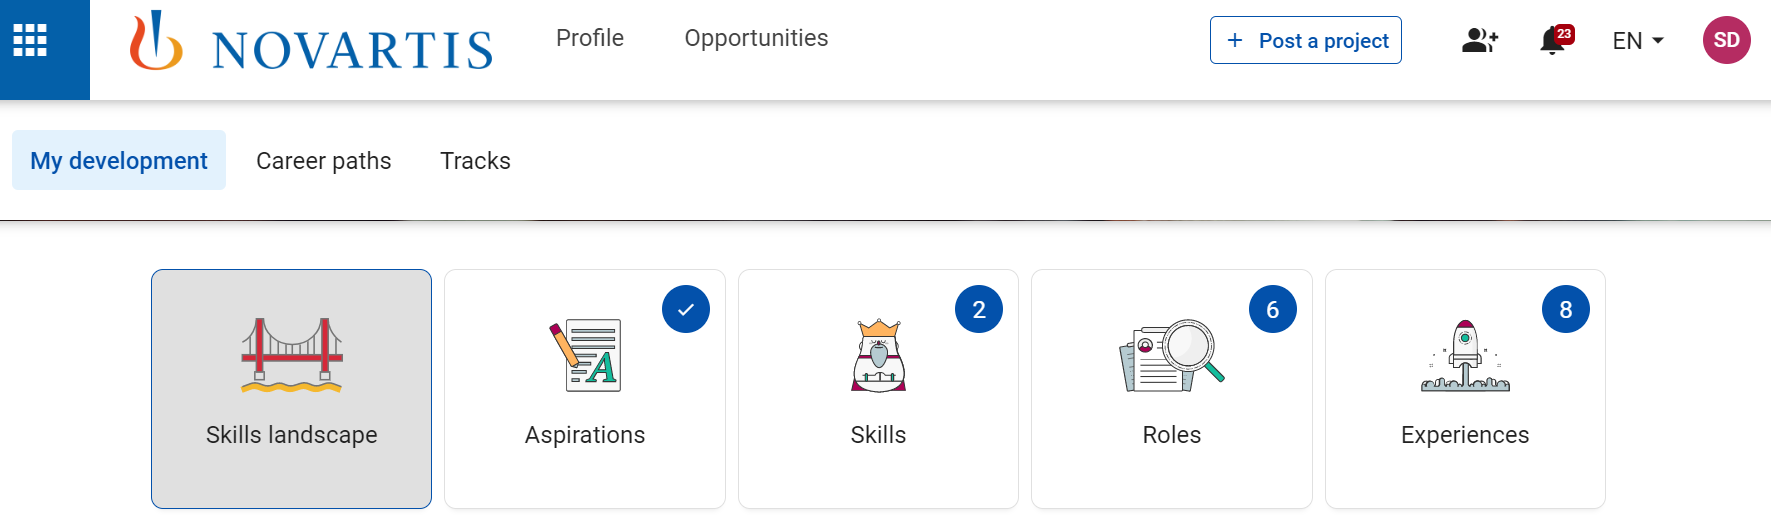 NOVARTIS
Profile
Opportunities
+ Post a project
23
EN
SD
My development
Career paths
Tracks
Skills landscape
Aspirations
2
Skills
6
Roles
8
Experiences